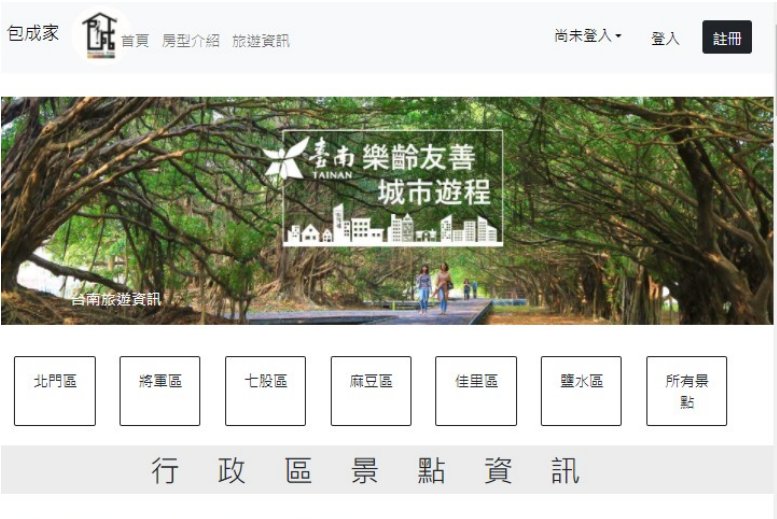 包成家
首頁 房型介紹 旅遊資訊
尚未登入 登入 註冊
臺南 樂齡友善
TAINAN 城市遊程
台南旅遊資訊
北門區 將軍區 七股區 麻豆區 佳里區 鹽水區 所有景
點
行政區景點資訊